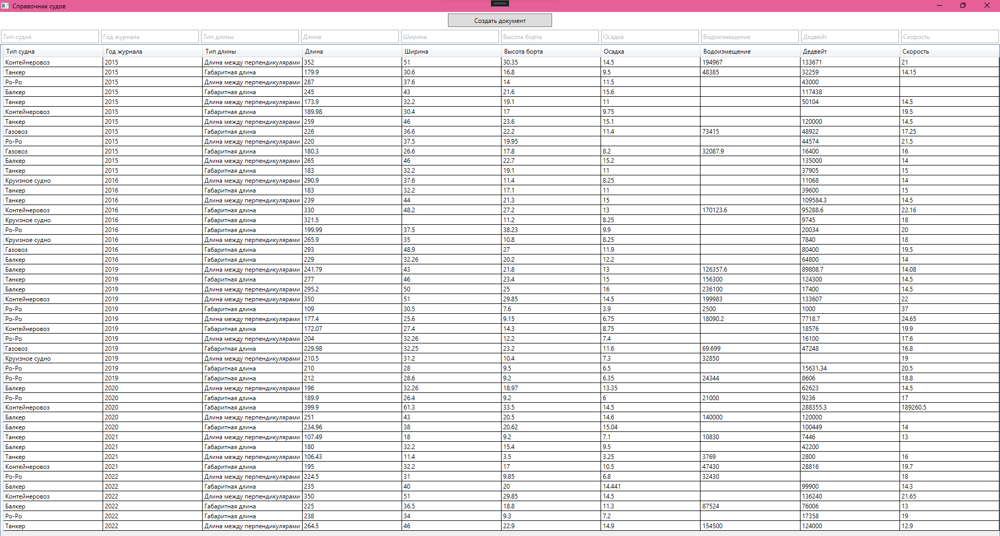 Справочник судов
Создать документ
Тип судна Год журнала Тип длины Длина Ширина Высота борта Осадка Водоизмещение Дедвейт Скорость
Тип судна Год журнала Тип длины Длина Ширина Высота борта Осадка Водоизмещение Дедвейт Скорость
Контейнеровоз 2015 Длина между перпендикулярами 352 51 30.35 14.5 194967 133671 21
Танкер 2015 Габаритная длина 179.9 30.6 16.8 9.5 48385 32259 14.15
Ро-Ро 2015 Длина между перпендикулярами 287 37.6 14 11.5 43000
Балкер 2015 Габаритная длина 245 43 21.6 15.6 117438
Танкер 2015 Длина между перпендикулярами 173.9 32.2 19.1 11 50104 14.5
Контейнеровоз 2015 Габаритная длина 189.98 30.4 17 9.75 19.5
Танкер 2015 Длина между перпендикулярами 259 46 23.6 15.1 120000 14.5
Газовоз 2015 Габаритная длина 226 36.6 22.2 11.4 73415 48922 17.25
Ро-Ро 2015 Длина между перпендикулярами 220 37.5 19.95 44574 21.5
Газовоз 2015 Габаритная длина 180.3 26.6 17.8 8.2 32087.9 16400 16
Балкер 2015 Длина между перпендикулярами 265 46 22.7 15.2 135000 14
Танкер 2015 Габаритная длина 183 32.2 19.1 11 37905 15
Круизное судно 2016 Длина между перпендикулярами 290.9 37.6 11.4 8.25 11068 14
Танкер 2016 Габаритная длина 183 32.2 17.1 11 39600 15
Танкер 2016 Длина между перпендикулярами 239 44 21.3 15 109584.3 14.5
Контейнеровоз 2016 Габаритная длина 330 48.2 27.2 13 170123.6 95288.6 22.16
Круизное судно 2016 Габаритная длина 321.5 11.2 8.25 9745 18
Ро-Ро 2016 Габаритная длина 199.99 37.5 38.23 9.9 20034 20
Круизное судно 2016 Длина между перпендикулярами 265.9 35 10.8 8.25 7840 18
Газовоз 2016 Габаритная длина 293 48.9 27 11.9 80400 19.5
Балкер 2016 Габаритная длина 229 32.26 20.2 12.2 64800 14
Балкер 2019 Длина между перпендикулярами 241.79 43 21.8 13 126357.6 89808.7 14.08
Танкер 2019 Габаритная длина 277 46 23.4 15 156300 124300 14.5
Балкер 2019 Длина между перпендикулярами 295.2 50 25 16 236100 17400 14.5
Контейнеровоз 2019 Длина между перпендикулярами 350 51 29.85 14.5 199983 133607 22
Ро-Ро 2019 Габаритная длина 109 30.5 7.6 3.9 2500 1000 37
Ро-Ро 2019 Длина между перпендикулярами 177.4 25.6 9.15 6.75 18090.2 7718.7 24.65
Контейнеровоз 2019 Габаритная длина 172.07 27.4 14.3 8.75 18576 19.9
Ро-Ро 2019 Длина между перпендикулярами 204 32.26 12.2 7.4 16100 17.6
Газовоз 2019 Габаритная длина 229.98 32.25 23.2 11.6 69.699 47248 16.8
Круизное судно 2019 Длина между перпендикулярами 210.5 31.2 10.4 7.3 32850 19
Ро-Ро 2019 Габаритная длина 210 28 9.5 6.5 15631.34 20.5
Ро-Ро 2019 Габаритная длина 212 28.6 9.2 6.35 24344 8606 18.8
Балкер 2020 Длина между перпендикулярами 196 32.26 18.97 13.35 62623 14.5
Ро-Ро 2020 Габаритная длина 189.9 26.4 9.2 6 21000 9236 17
Контейнеровоз 2020 Габаритная длина 399.9 61.3 33.5 14.5 288355.3 189260.5
Балкер 2020 Длина между перпендикулярами 251 43 20.5 14.6 140000 120000
Балкер 2020 Габаритная длина 234.96 38 20.62 15.04 100449 14
Танкер 2021 Длина между перпендикулярами 107.49 18 9.2 7.1 10830 7446 13
Балкер 2021 Габаритная длина 180 32.2 15.4 9.5 42200
Танкер 2021 Длина между перпендикулярами 106.43 11.4 3.5 3.25 3769 2800 16
Контейнеровоз 2021 Габаритная длина 195 32.2 17 10.5 47430 28816 19.7
Ро-Ро 2022 Длина между перпендикулярами 224.5 31 9.85 6.8 32430 18
Балкер 2022 Габаритная длина 235 40 20 14.441 99900 14.3
Контейнеровоз 2022 Длина между перпендикулярами 350 51 29.85 14.5 136240 21.65
Балкер 2022 Габаритная длина 225 36.5 18.8 11.3 87524 76006 13
Ро-Ро 2022 Габаритная длина 238 34 9.3 7.2 17358 19
Танкер 2022 Длина между перпендикулярами 264.5 46 22.9 14.9 154500 124000 12.9